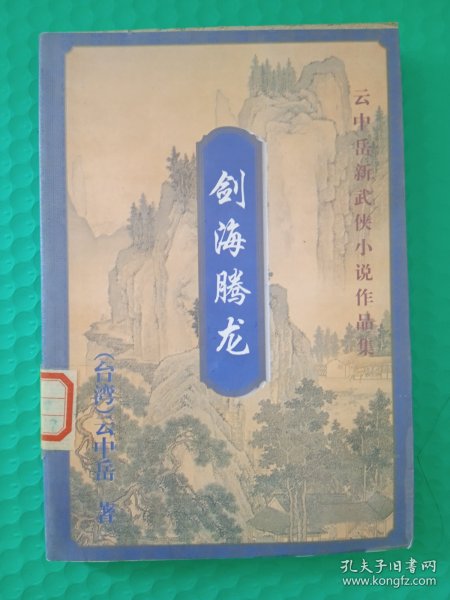 云中岳新武侠小说作品集
剑海腾龙
(台湾)云中岳 著
孔夫子旧书网
www.kongfz.com